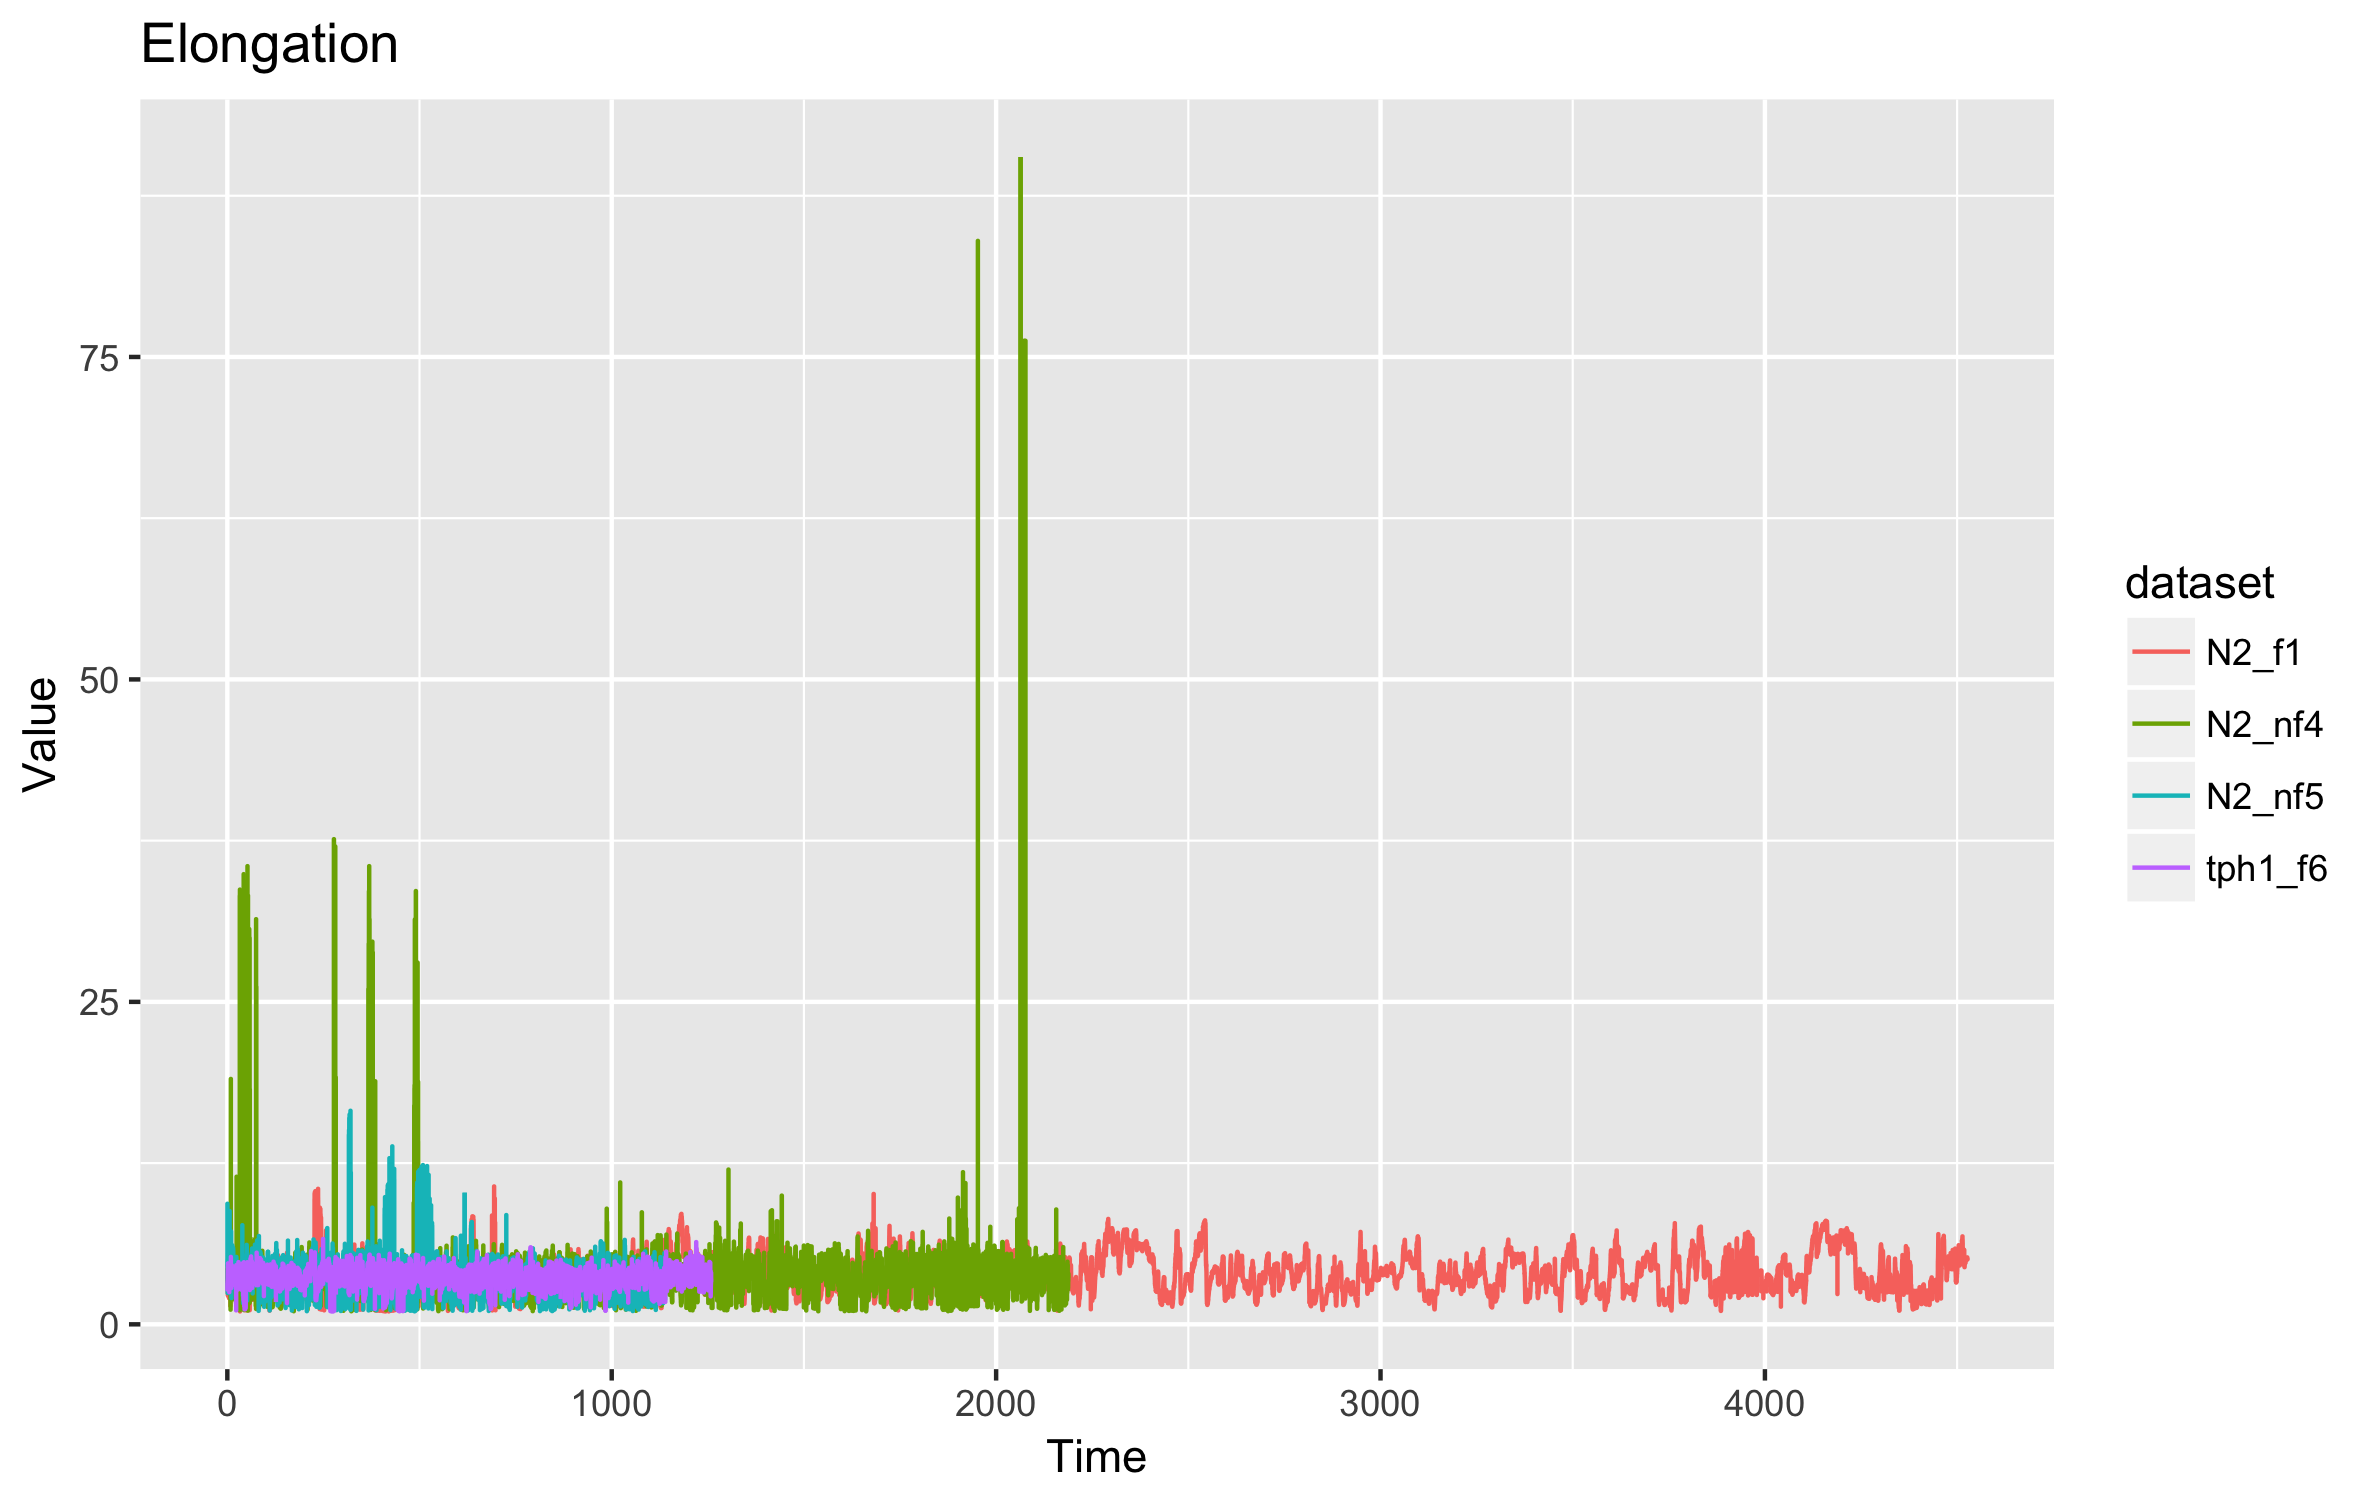 Elongation
Value
75
50
25
0
0 1000 2000 3000 4000
Time
dataset
N2_f1
N2_nf4
N2_nf5
tph1_f6